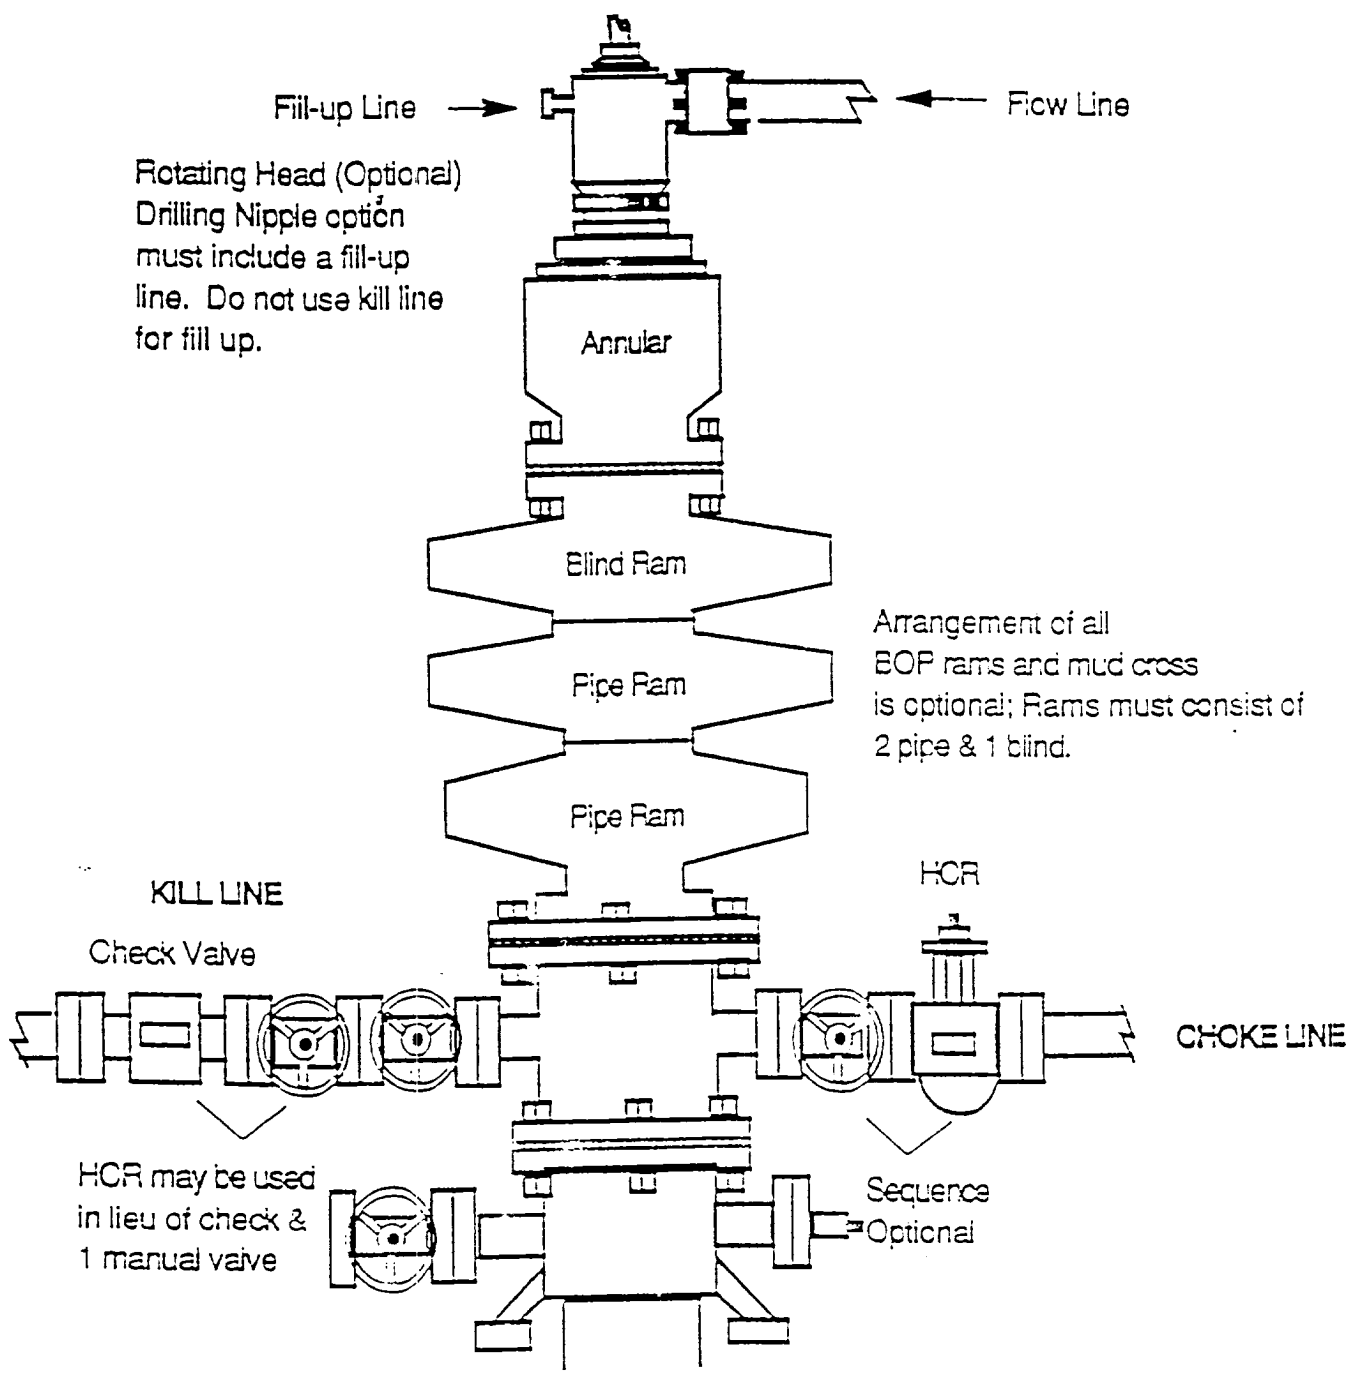 Fill-up Line
Flow Line
Rotating Head (Optional)
Drilling Nipple option
must include a fill-up
line. Do not use kill line
for fill up.
Annular
Blind Ram
Arrangement of all
BOP rams and mud cross
is optional; Rams must consist of
2 pipe & 1 blind.
Pipe Ram
Pipe Ram
HCR
KILL LINE
Check Valve
CHOKE LINE
HCR may be used
in lieu of check &
1 manual valve
Sequence
Optional